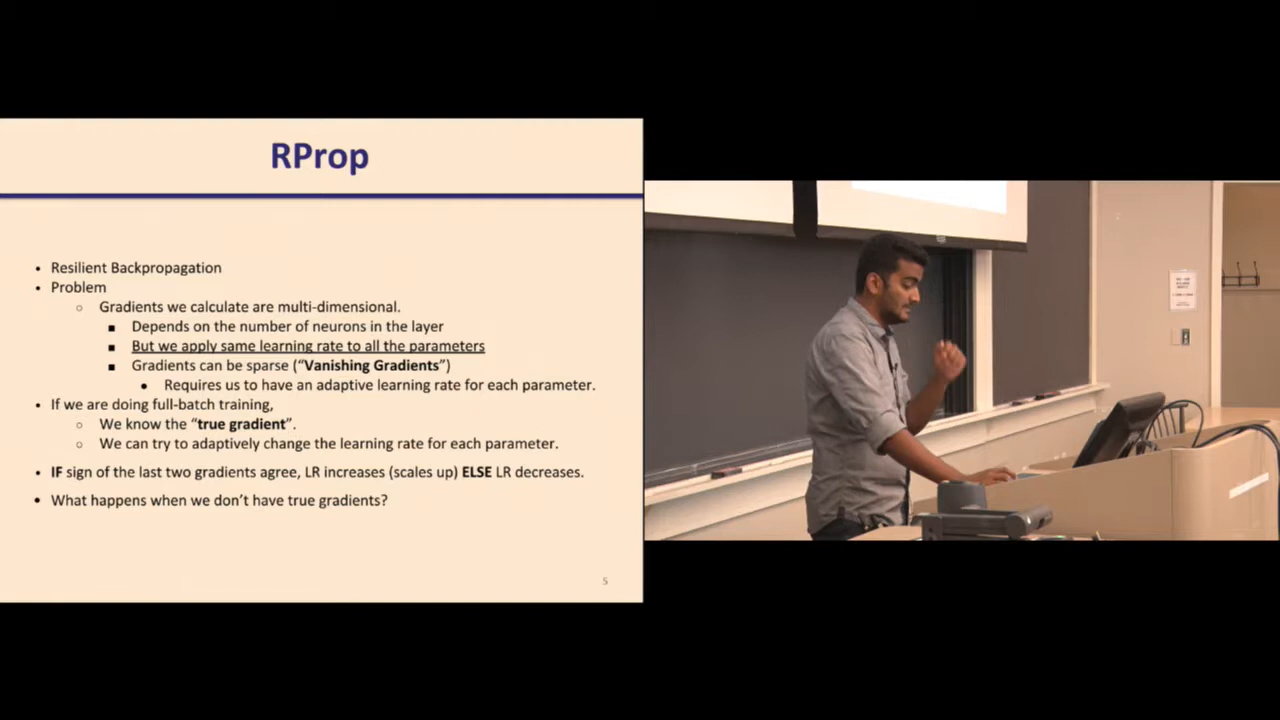 RProp
• Resilient Backpropagation
• Problem
○ Gradients we calculate are multi-dimensional.
■ Depends on the number of neurons in the layer
■ But we apply same learning rate to all the parameters
■ Gradients can be sparse (“Vanishing Gradients”)
• Requires us to have an adaptive learning rate for each parameter.
• If we are doing full-batch training,
○ We know the “true gradient”.
○ We can try to adaptively change the learning rate for each parameter.
• IF sign of the last two gradients agree, LR increases (scales up) ELSE LR decreases.
• What happens when we don’t have true gradients?
5